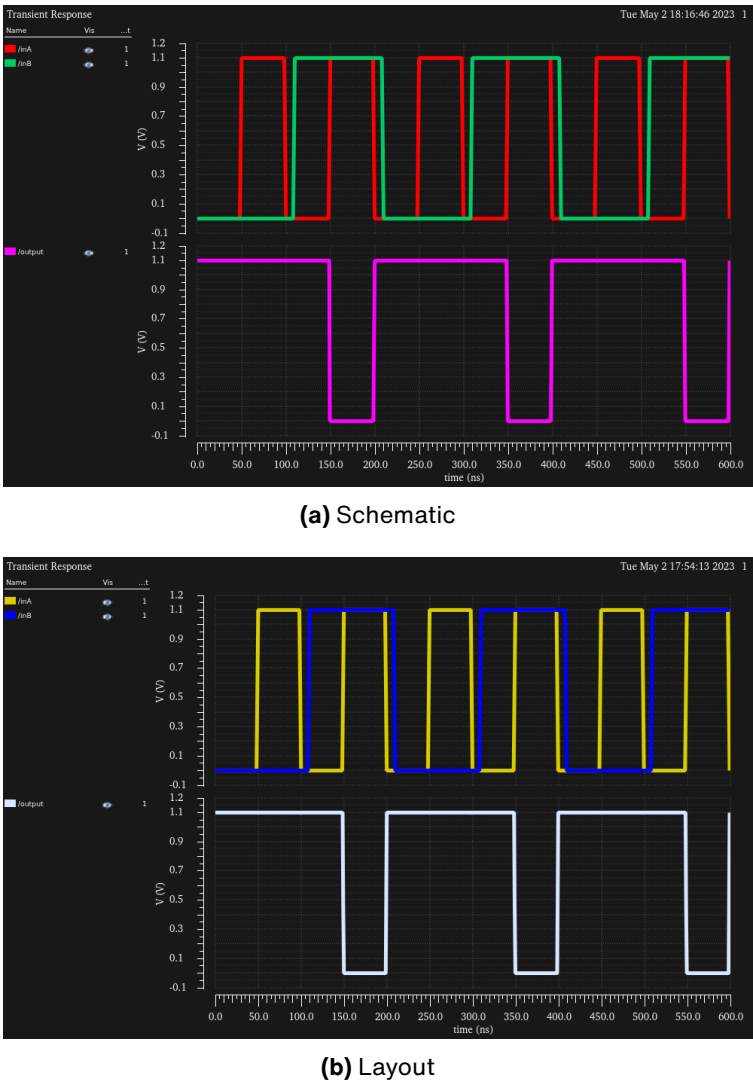 Transient Response
Tue May 2 18:16:46 2023 1
Name Vis ...t
/inA 1
/inB 1
1.2
1.1
0.9
0.7
0.5
0.3
0.1
-0.1
V (V)
/output 1
1.2
1.1
0.9
0.7
0.5
0.3
0.1
-0.1
V (V)
0.0 50.0 100.0 150.0 200.0 250.0 300.0 350.0 400.0 450.0 500.0 550.0 600.0
time (ns)
(a) Schematic
Transient Response
Tue May 2 17:54:13 2023 1
Name Vis ...t
/inA 1
/inB 1
1.2
1.1
0.9
0.7
0.5
0.3
0.1
-0.1
V (V)
/output 1
1.2
1.1
0.9
0.7
0.5
0.3
0.1
-0.1
V (V)
0.0 50.0 100.0 150.0 200.0 250.0 300.0 350.0 400.0 450.0 500.0 550.0 600.0
time (ns)
(b) Layout